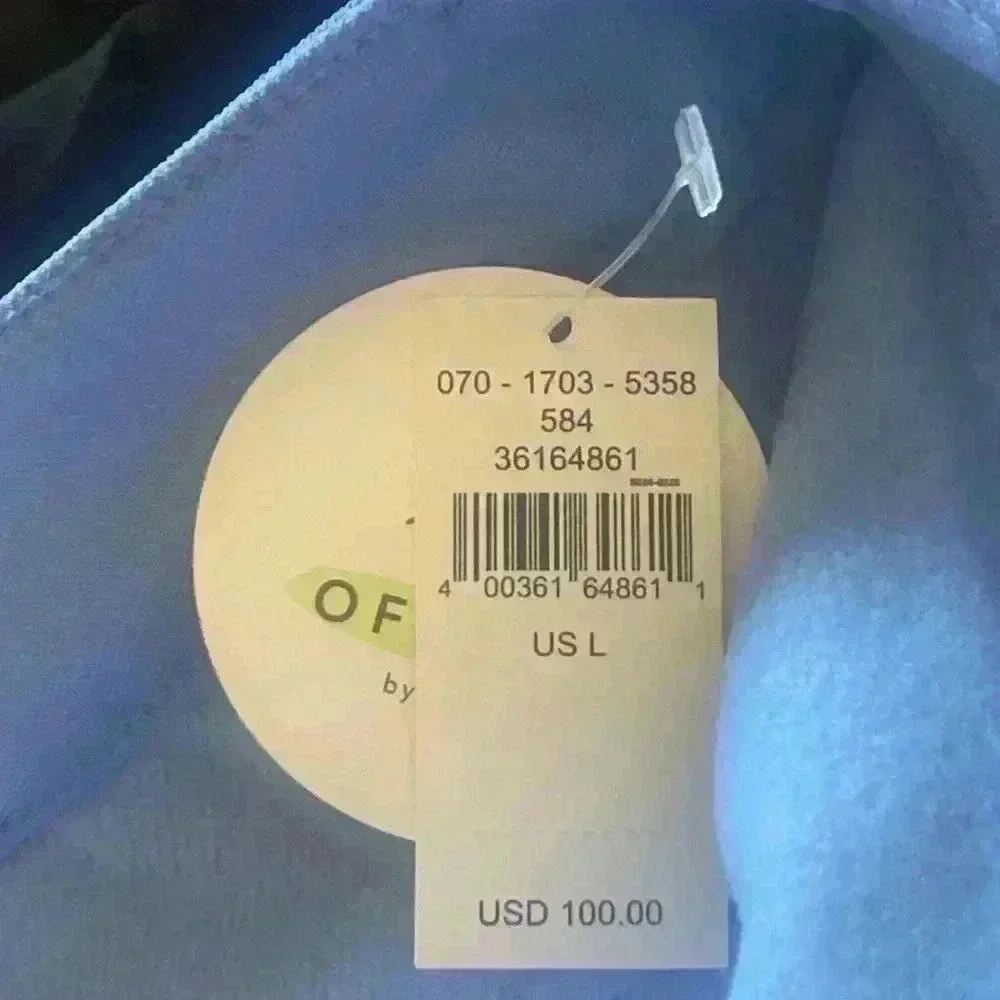 070 - 1703 - 5358
584
36164861
4 00361 64861 1
US L
USD 100.00
OF
by